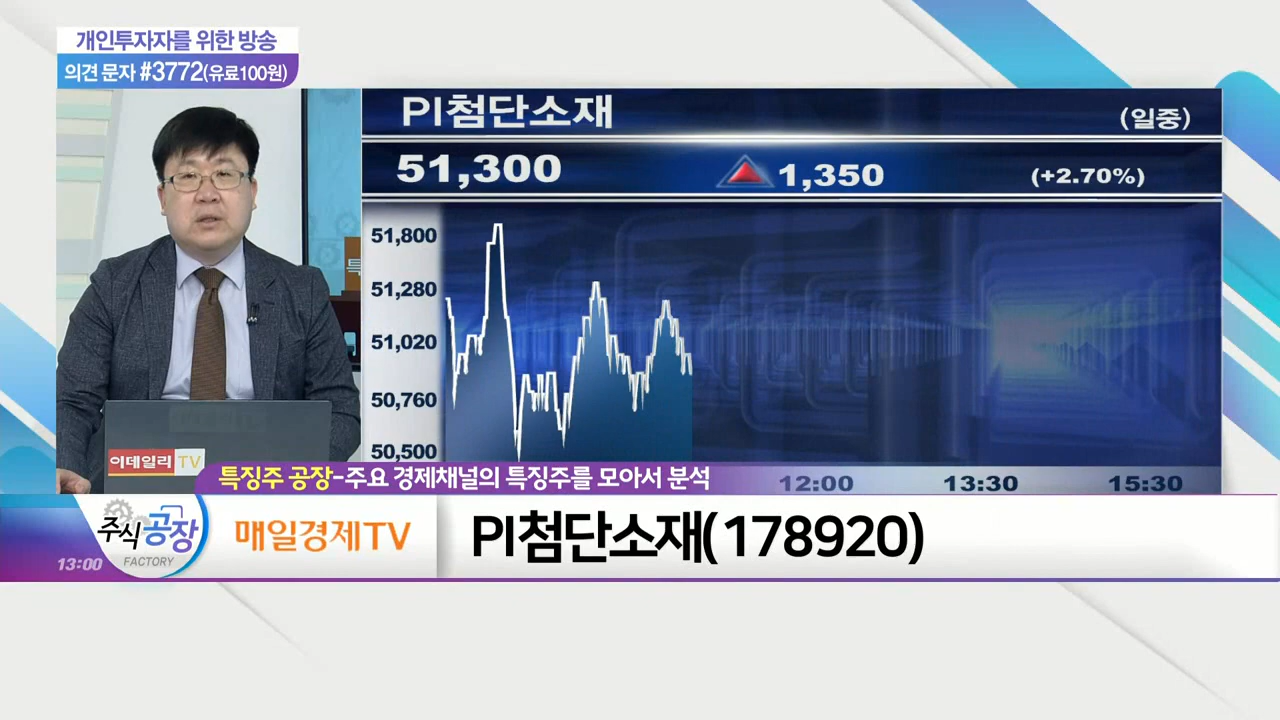 개인투자자를 위한 방송
의견 문자 #3772(유료100원)
PI첨단소재
(일중)
51,300
1,350
(+2.70%)
51,800
51,280
51,020
50,760
50,500
12:00
13:30
15:30
특
이데일리 TV
특징주 공장-주요 경제채널의 특징주를 모아서 분석
주식공장
FACTORY
13:00
매일경제TV
PI첨단소재(178920)